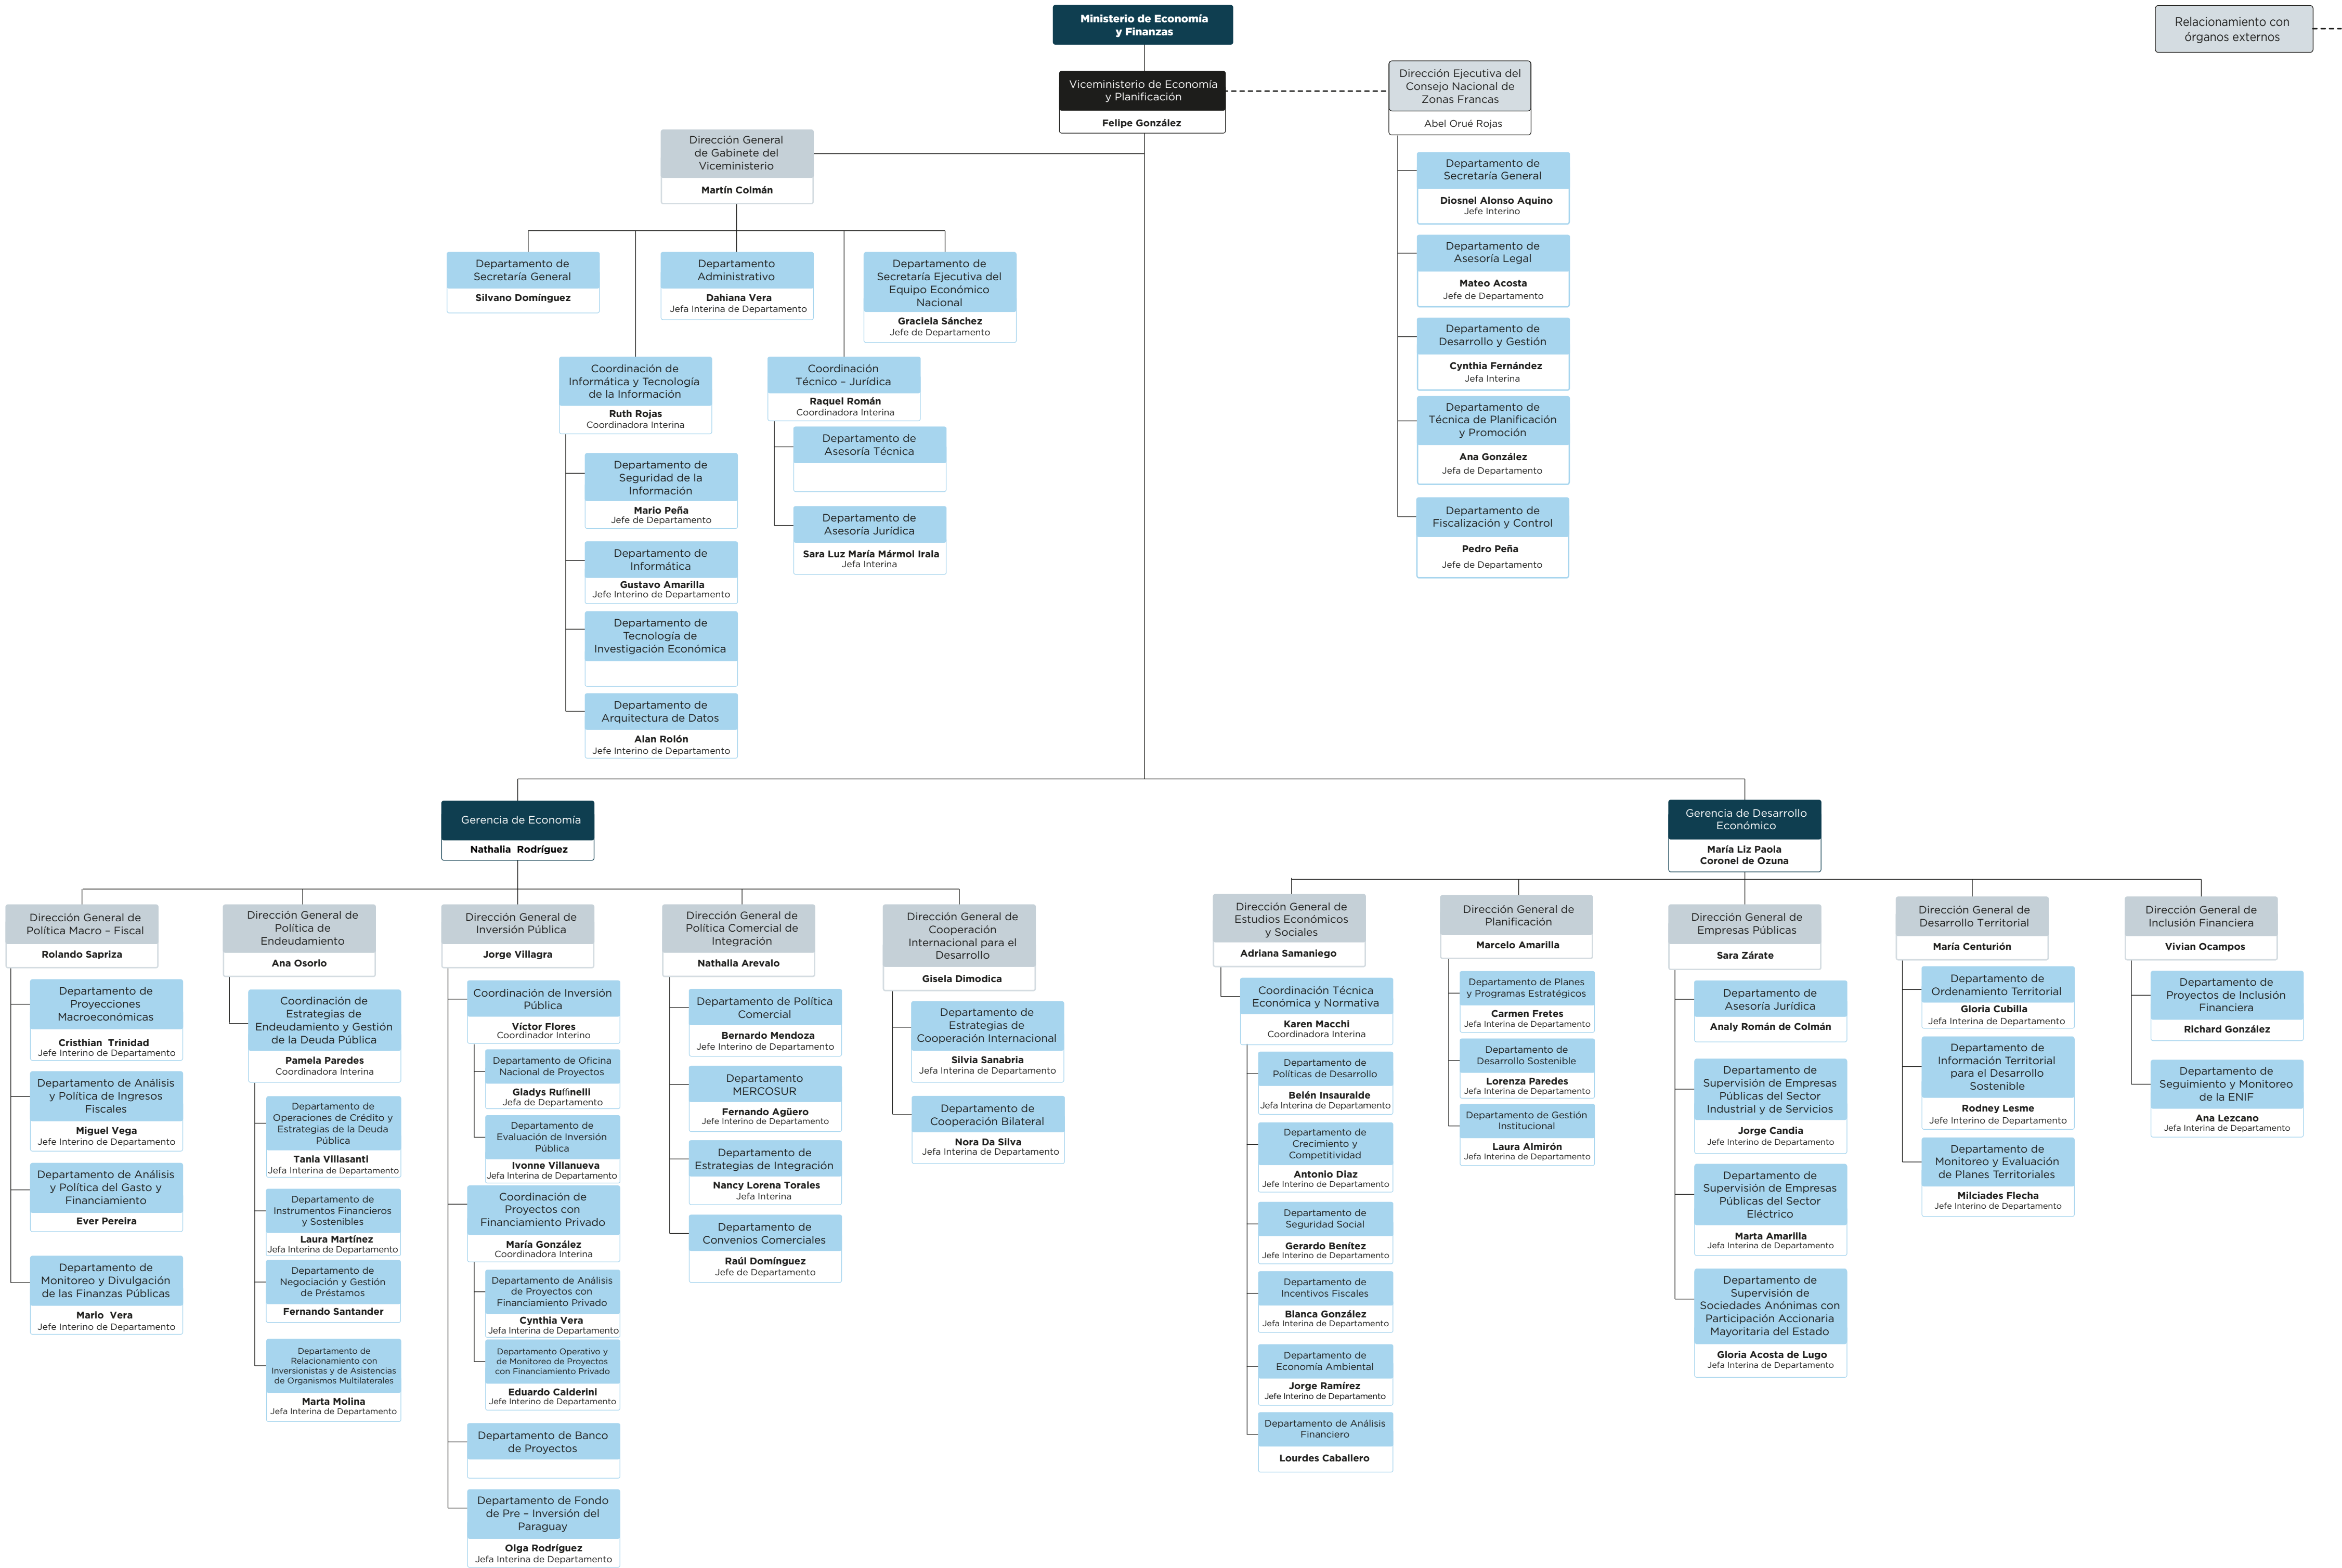 Ministerio de Economía
y Finanzas
Relacionamiento con
órganos externos
Viceministerio de Economía
y Planificación
Felipe González
Dirección Ejecutiva del
Consejo Nacional de
Zonas Francas
Abel Orué Rojas
Departamento de
Secretaría General
Diosnel Alonso Aquino
Jefe Interino
Departamento de
Asesoría Legal
Mateo Acosta
Jefe de Departamento
Departamento de
Desarrollo y Gestión
Cynthia Fernández
Jefa Interina
Departamento de
Técnica de Planificación
y Promoción
Ana González
Jefa de Departamento
Departamento de
Fiscalización y Control
Pedro Peña
Jefe de Departamento
Dirección General
de Gabinete del
Viceministerio
Martín Colmán
Departamento de
Secretaría General
Silvano Domínguez
Departamento
Administrativo
Dahiana Vera
Jefa Interina de Departamento
Departamento de
Secretaría Ejecutiva del
Equipo Económico
Nacional
Graciela Sánchez
Jefe de Departamento
Coordinación de
Informática y Tecnología
de la Información
Ruth Rojas
Coordinadora Interina
Departamento de
Seguridad de la
Información
Mario Peña
Jefe de Departamento
Departamento de
Informática
Gustavo Amarilla
Jefe Interino de Departamento
Departamento de
Tecnología de
Investigación Económica
Departamento de
Arquitectura de Datos
Alan Rolón
Jefe Interino de Departamento
Coordinación
Técnico – Jurídica
Raquel Román
Coordinadora Interina
Departamento de
Asesoría Técnica
Departamento de
Asesoría Jurídica
Sara Luz María Mármol Irala
Jefa Interina
Gerencia de Economía
Nathalia Rodríguez
Dirección General de
Política Macro – Fiscal
Rolando Sapriza
Departamento de
Proyecciones
Macroeconómicas
Cristhian Trinidad
Jefe Interino de Departamento
Departamento de Análisis
y Política de Ingresos
Fiscales
Miguel Vega
Jefe Interino de Departamento
Departamento de Análisis
y Política del Gasto y
Financiamiento
Ever Pereira
Departamento de
Monitoreo y Divulgación
de las Finanzas Públicas
Mario Vera
Jefe Interino de Departamento
Dirección General de
Política de
Endeudamiento
Ana Osorio
Coordinación de
Estrategias de
Endeudamiento y Gestión
de la Deuda Pública
Pamela Paredes
Coordinadora Interina
Departamento de
Operaciones de Crédito y
Estrategias de la Deuda
Pública
Tania Villasanti
Jefa Interina de Departamento
Departamento de
Instrumentos Financieros
y Sostenibles
Laura Martínez
Jefa Interina de Departamento
Departamento de
Negociación y Gestión
de Préstamos
Fernando Santander
Departamento de
Relacionamiento con
Inversionistas y de Asistencias
de Organismos Multilaterales
Marta Molina
Jefa Interina de Departamento
Dirección General de
Inversión Pública
Jorge Villagra
Coordinación de Inversión
Pública
Víctor Flores
Coordinador Interino
Departamento de Oficina
Nacional de Proyectos
Gladys Ruffinelli
Jefa de Departamento
Departamento de
Evaluación de Inversión
Pública
Ivonne Villanueva
Jefa Interina de Departamento
Coordinación de
Proyectos con
Financiamiento Privado
María González
Coordinadora Interina
Departamento de Análisis
de Proyectos con
Financiamiento Privado
Cynthia Vera
Jefa Interina de Departamento
Departamento Operativo y
de Monitoreo de Proyectos
con Financiamiento Privado
Eduardo Calderini
Jefe Interino de Departamento
Departamento de Banco
de Proyectos
Departamento de Fondo
de Pre – Inversión del
Paraguay
Olga Rodríguez
Jefa Interina de Departamento
Dirección General de
Política Comercial de
Integración
Nathalia Arevalo
Departamento de Política
Comercial
Bernardo Mendoza
Jefe Interino de Departamento
Departamento
MERCOSUR
Fernando Agüero
Jefe Interino de Departamento
Departamento de
Estrategias de Integración
Nancy Lorena Torales
Jefa Interina
Departamento de
Convenios Comerciales
Raúl Domínguez
Jefe de Departamento
Dirección General de
Cooperación
Internacional para el
Desarrollo
Gisela Dimodica
Departamento de
Estrategias de
Cooperación Internacional
Silvia Sanabria
Jefa Interina de Departamento
Departamento de
Cooperación Bilateral
Nora Da Silva
Jefa Interina de Departamento
Gerencia de Desarrollo
Económico
María Liz Paola
Coronel de Ozuna
Dirección General de
Estudios Económicos
y Sociales
Adriana Samaniego
Coordinación Técnica
Económica y Normativa
Karen Macchi
Coordinadora Interina
Departamento de
Políticas de Desarrollo
Belén Insauralde
Jefa Interina de Departamento
Departamento de
Crecimiento y
Competitividad
Antonio Diaz
Jefe Interino de Departamento
Departamento de
Seguridad Social
Gerardo Benítez
Jefe Interino de Departamento
Departamento de
Incentivos Fiscales
Blanca González
Jefa Interina de Departamento
Departamento de
Economía Ambiental
Jorge Ramírez
Jefe Interino de Departamento
Departamento de Análisis
Financiero
Lourdes Caballero
Dirección General de
Planificación
Marcelo Amarilla
Departamento de Planes
y Programas Estratégicos
Carmen Fretes
Jefa Interina de Departamento
Departamento de
Desarrollo Sostenible
Lorenza Paredes
Jefa Interina de Departamento
Departamento de Gestión
Institucional
Laura Almirón
Jefa Interina de Departamento
Dirección General de
Empresas Públicas
Sara Zárate
Departamento de
Asesoría Jurídica
Analy Román de Colmán
Departamento de
Supervisión de Empresas
Públicas del Sector
Industrial y de Servicios
Jorge Candia
Jefe Interino de Departamento
Departamento de
Supervisión de Empresas
Públicas del Sector
Eléctrico
Marta Amarilla
Jefa Interina de Departamento
Departamento de
Supervisión de
Sociedades Anónimas con
Participación Accionaria
Mayoritaria del Estado
Gloria Acosta de Lugo
Jefa Interina de Departamento
Dirección General de
Desarrollo Territorial
María Centurión
Departamento de
Ordenamiento Territorial
Gloria Cubilla
Jefa Interina de Departamento
Departamento de
Información Territorial
para el Desarrollo
Sostenible
Rodney Lesme
Jefe Interino de Departamento
Departamento de
Monitoreo y Evaluación
de Planes Territoriales
Milciades Flecha
Jefe Interino de Departamento
Dirección General de
Inclusión Financiera
Vivian Ocampos
Departamento de
Proyectos de Inclusión
Financiera
Richard González
Departamento de
Seguimiento y Monitoreo
de la ENIF
Ana Lezcano
Jefa Interina de Departamento